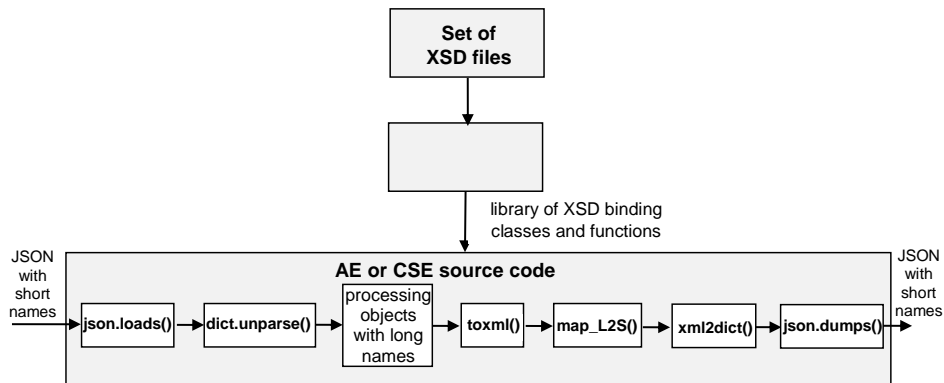 Set of
XSD files
library of XSD binding
classes and functions
JSON
with
short
names
AE or CSE source code
json.loads()
dict.unparse()
processing
objects
with long
names
toxml()
map_L2S()
xml2dict()
json.dumps()
JSON
with
short
names